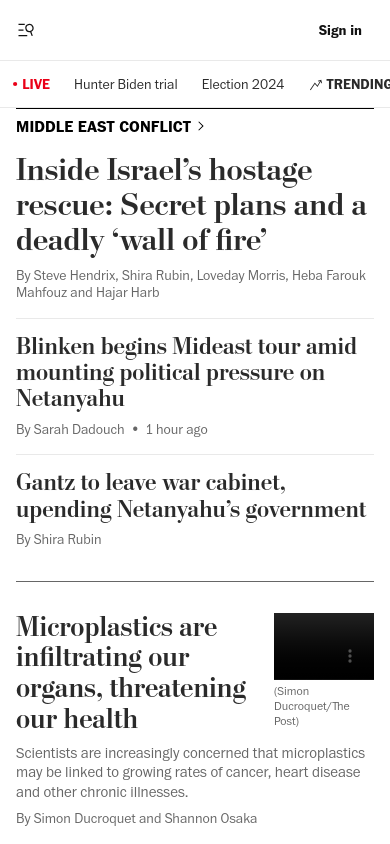 Sign in
LIVE
Hunter Biden trial
Election 2024
TRENDING
MIDDLE EAST CONFLICT
Inside Israel’s hostage
rescue: Secret plans and a
deadly ‘wall of fire’
By Steve Hendrix, Shira Rubin, Loveday Morris, Heba Farouk
Mahfouz and Hajar Harb
Blinken begins Mideast tour amid
mounting political pressure on
Netanyahu
By Sarah Dadouch • 1 hour ago
Gantz to leave war cabinet,
upending Netanyahu’s government
By Shira Rubin
Microplastics are
infiltrating our
organs, threatening
our health
(Simon
Ducroquet/The
Post)
Scientists are increasingly concerned that microplastics
may be linked to growing rates of cancer, heart disease
and other chronic illnesses.
By Simon Ducroquet and Shannon Osaka